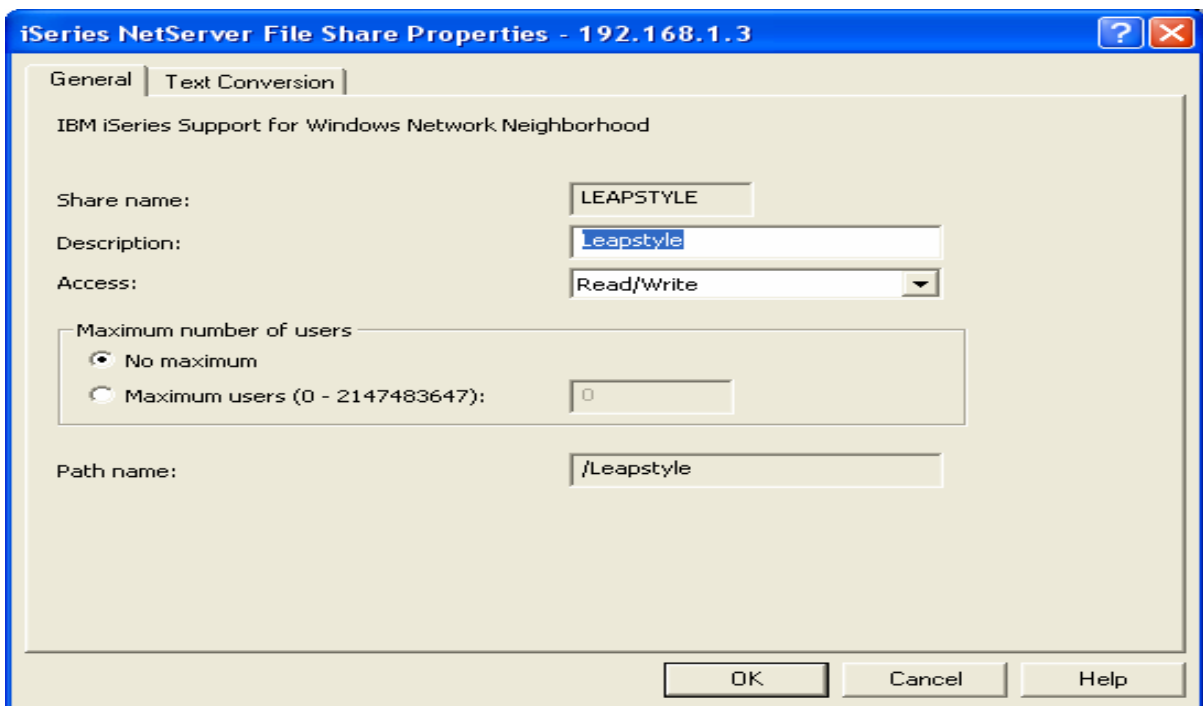 iSeries NetServer File Share Properties - 192.168.1.3
General Text Conversion
IBM iSeries Support for Windows Network Neighborhood
Share name: LEAPSTYLE
Description: Leapstyle
Access: Read/Write
Maximum number of users
No maximum
Maximum users (0 - 2147483647): 0
Path name: /Leapstyle
OK Cancel Help